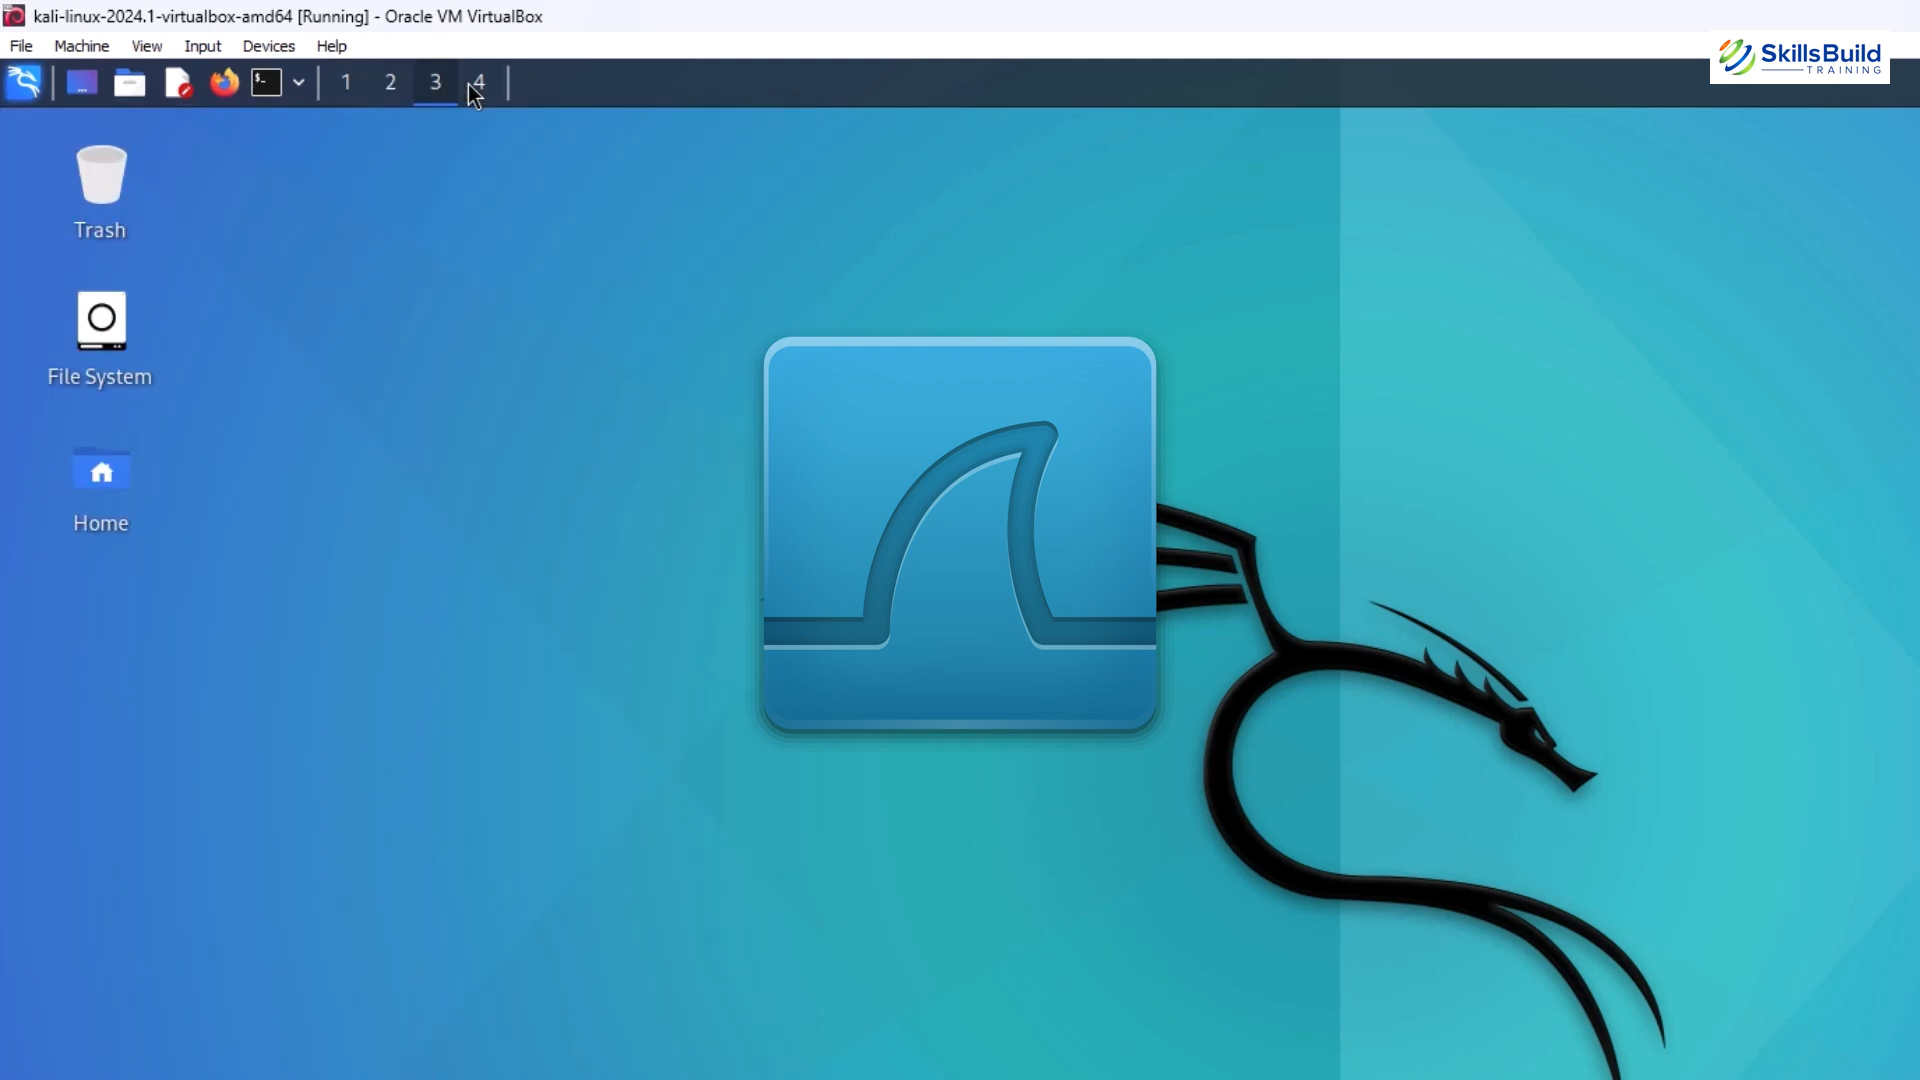 kali-linux-2024.1-virtualbox-amd64 [Running] - Oracle VM VirtualBox
File Machine View Input Devices Help
SkillsBuild
TRAINING
$-
1 2 3 4
Trash
File System
Home